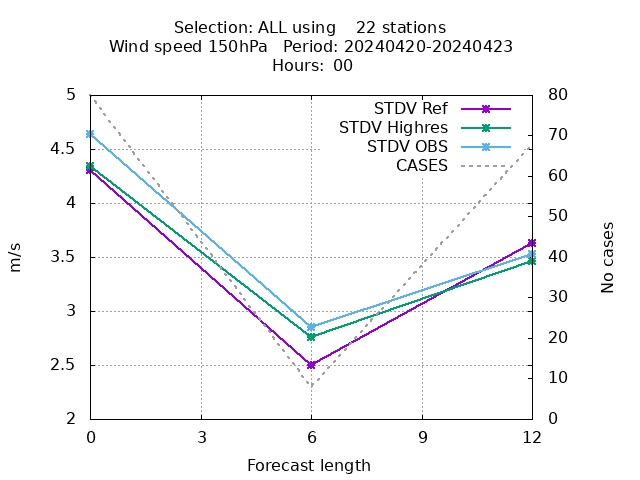 Selection: ALL using    22 stations
Wind speed 150hPa   Period: 20240420-20240423
Hours:  00
STDV Ref
STDV Highres
STDV OBS
CASES
5
4.5
4
3.5
3
2.5
2
80
70
60
50
40
30
20
10
0
m/s
No cases
0 3 6 9 12
Forecast length